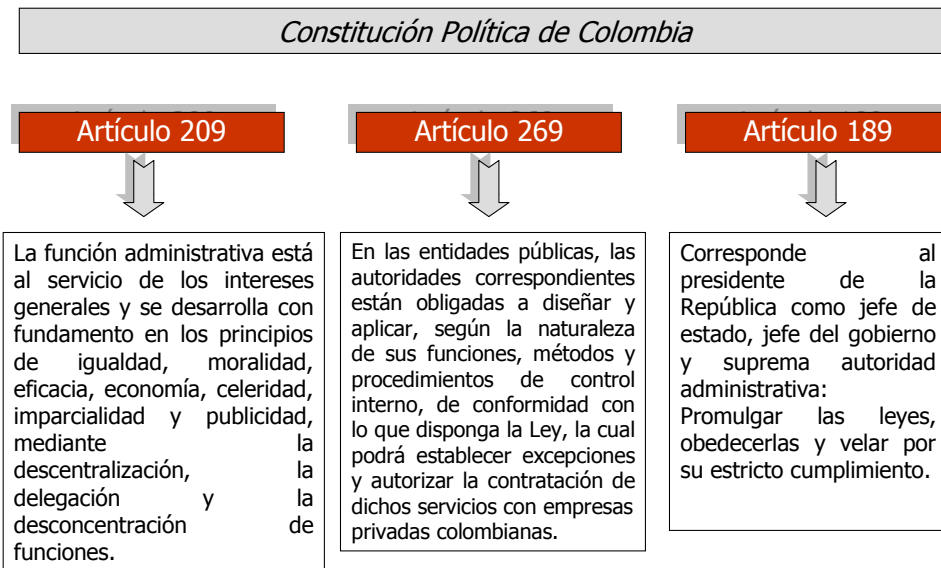 Constitución Política de Colombia
Artículo 209
La función administrativa está
al servicio de los intereses
generales y se desarrolla con
fundamento en los principios
de igualdad, moralidad,
eficacia, economía, celeridad,
imparcialidad y publicidad,
mediante la
descentralización, la
delegación y la
desconcentración de
funciones.
Artículo 269
En las entidades públicas, las
autoridades correspondientes
están obligadas a diseñar y
aplicar, según la naturaleza
de sus funciones, métodos y
procedimientos de control
interno, de conformidad con
lo que disponga la Ley, la cual
podrá establecer excepciones
y autorizar la contratación de
dichos servicios con empresas
privadas colombianas.
Artículo 189
Corresponde al
presidente de la
República como jefe de
estado, jefe del gobierno
y suprema autoridad
administrativa:
Promulgar las leyes,
obedecerlas y velar por
su estricto cumplimiento.